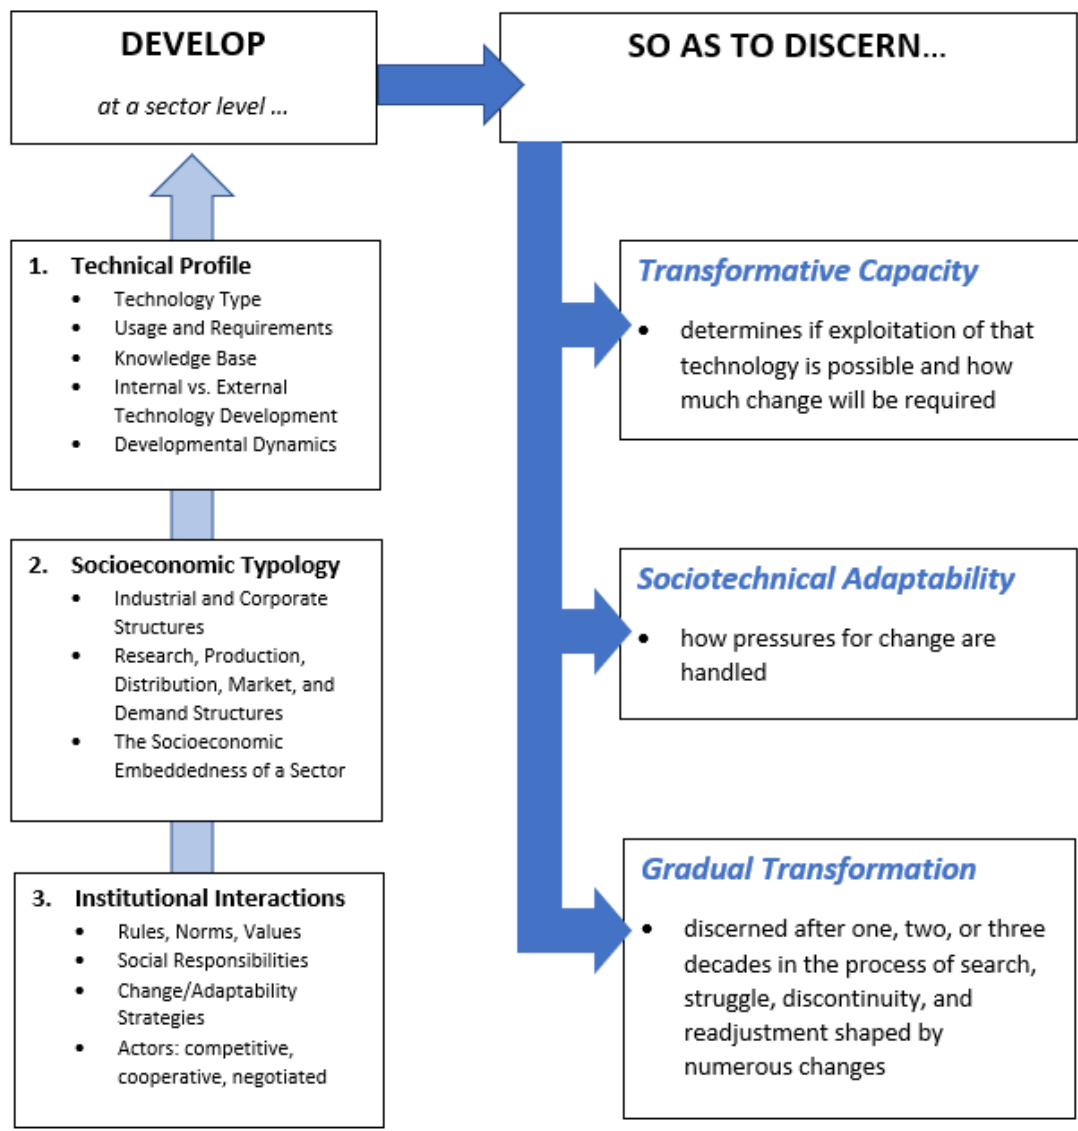 DEVELOP
at a sector level ...
SO AS TO DISCERN...
1. Technical Profile
• Technology Type
• Usage and Requirements
• Knowledge Base
• Internal vs. External
Technology Development
• Developmental Dynamics
2. Socioeconomic Typology
• Industrial and Corporate
Structures
• Research, Production,
Distribution, Market, and
Demand Structures
• The Socioeconomic
Embeddedness of a Sector
3. Institutional Interactions
• Rules, Norms, Values
• Social Responsibilities
• Change/Adaptability
Strategies
• Actors: competitive,
cooperative, negotiated
Transformative Capacity
• determines if exploitation of that
technology is possible and how
much change will be required
Sociotechnical Adaptability
• how pressures for change are
handled
Gradual Transformation
• discerned after one, two, or three
decades in the process of search,
struggle, discontinuity, and
readjustment shaped by
numerous changes